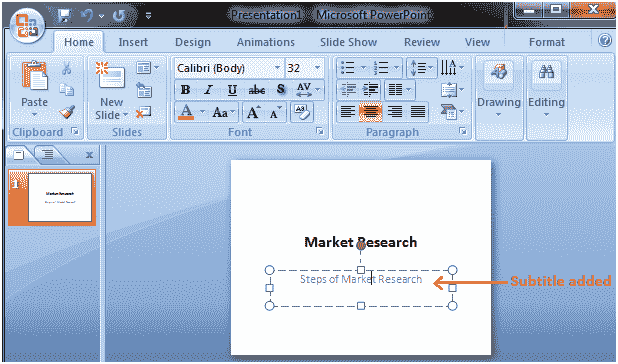 Presentation1 Microsoft PowerPoint
Home Insert Design Animations Slide Show Review View Format
Calibri (Body) 32
Paste New Slide B I U abc S AV Drawing Editing
A Aa A A
Clipboard Slides Font Paragraph
1 Market Research
Market Research
Steps of Market Research Subtitle added